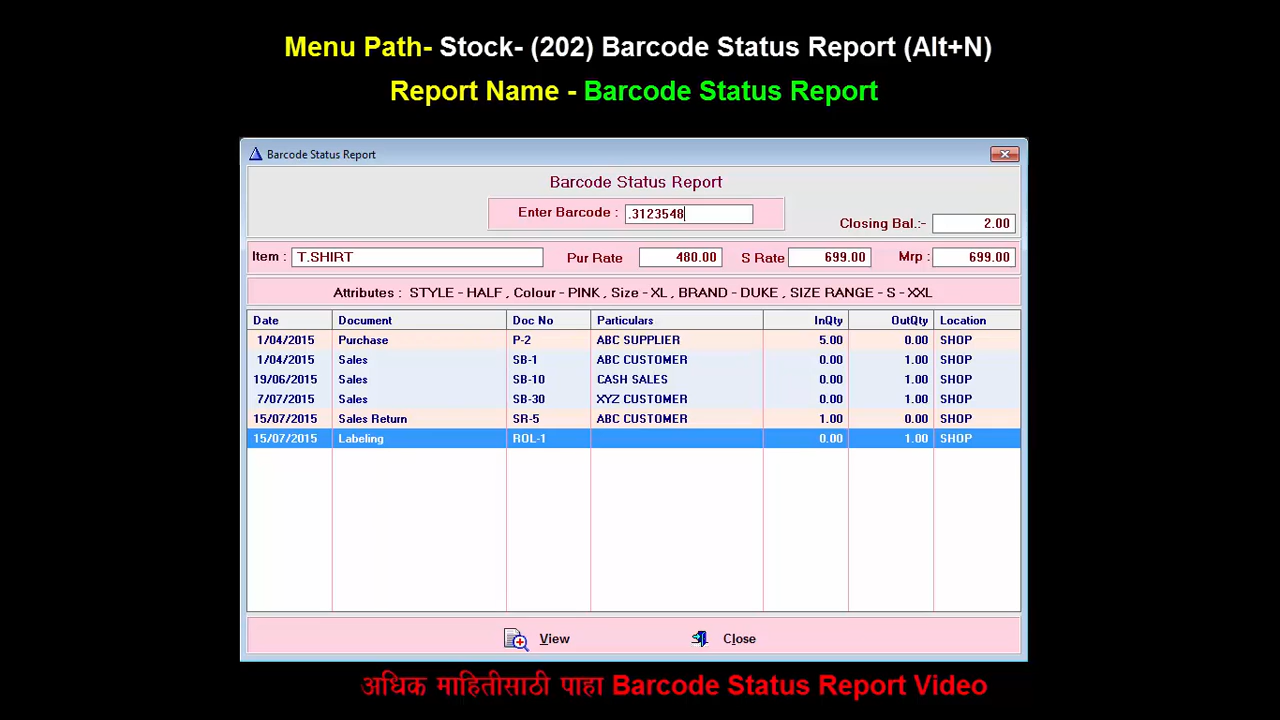 Menu Path- Stock- (202) Barcode Status Report (Alt+N)
Report Name - Barcode Status Report
Barcode Status Report
Barcode Status Report
Enter Barcode : .3123548
Closing Bal.:- 2.00
Item : T.SHIRT Pur Rate 480.00 S Rate 699.00 Mrp : 699.00
Attributes : STYLE - HALF , Colour - PINK , Size - XL , BRAND - DUKE , SIZE RANGE - S - XXL
Date Document Doc No Particulars InQty OutQty Location
1/04/2015 Purchase P-2 ABC SUPPLIER 5.00 0.00 SHOP
1/04/2015 Sales SB-1 ABC CUSTOMER 0.00 1.00 SHOP
19/06/2015 Sales SB-10 CASH SALES 0.00 1.00 SHOP
7/07/2015 Sales SB-30 XYZ CUSTOMER 0.00 1.00 SHOP
15/07/2015 Sales Return SR-5 ABC CUSTOMER 1.00 0.00 SHOP
15/07/2015 Labeling ROL-1 0.00 1.00 SHOP
View Close
अधिक माहितीसाठी पाहा Barcode Status Report Video